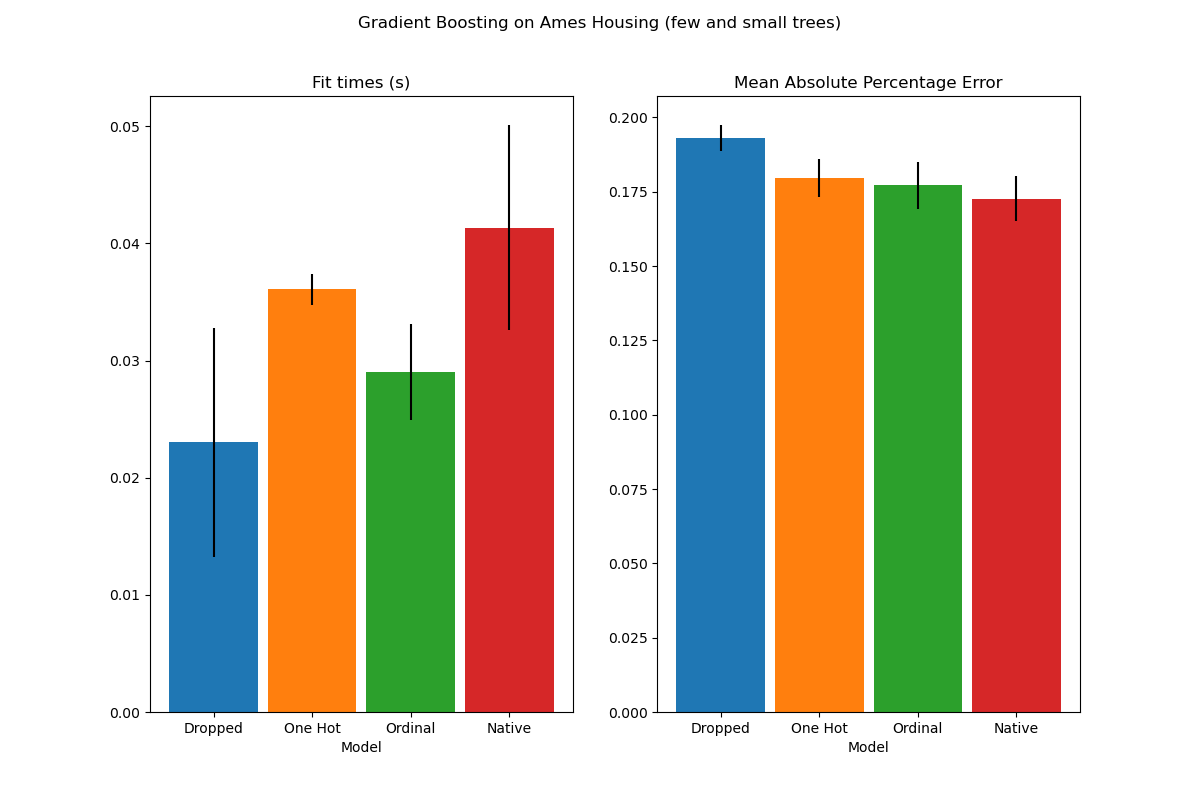 Gradient Boosting on Ames Housing (few and small trees)
Fit times (s)
0.05
0.04
0.03
0.02
0.01
0.00
Dropped One Hot Ordinal Native
Model
Mean Absolute Percentage Error
0.200
0.175
0.150
0.125
0.100
0.075
0.050
0.025
0.000
Dropped One Hot Ordinal Native
Model